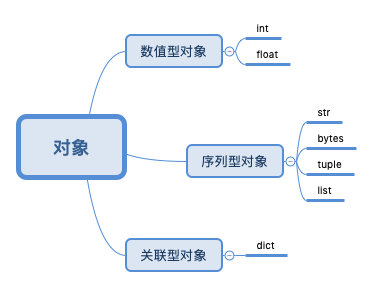 对象
数值型对象
int
float
序列型对象
str
bytes
tuple
list
关联型对象
dict